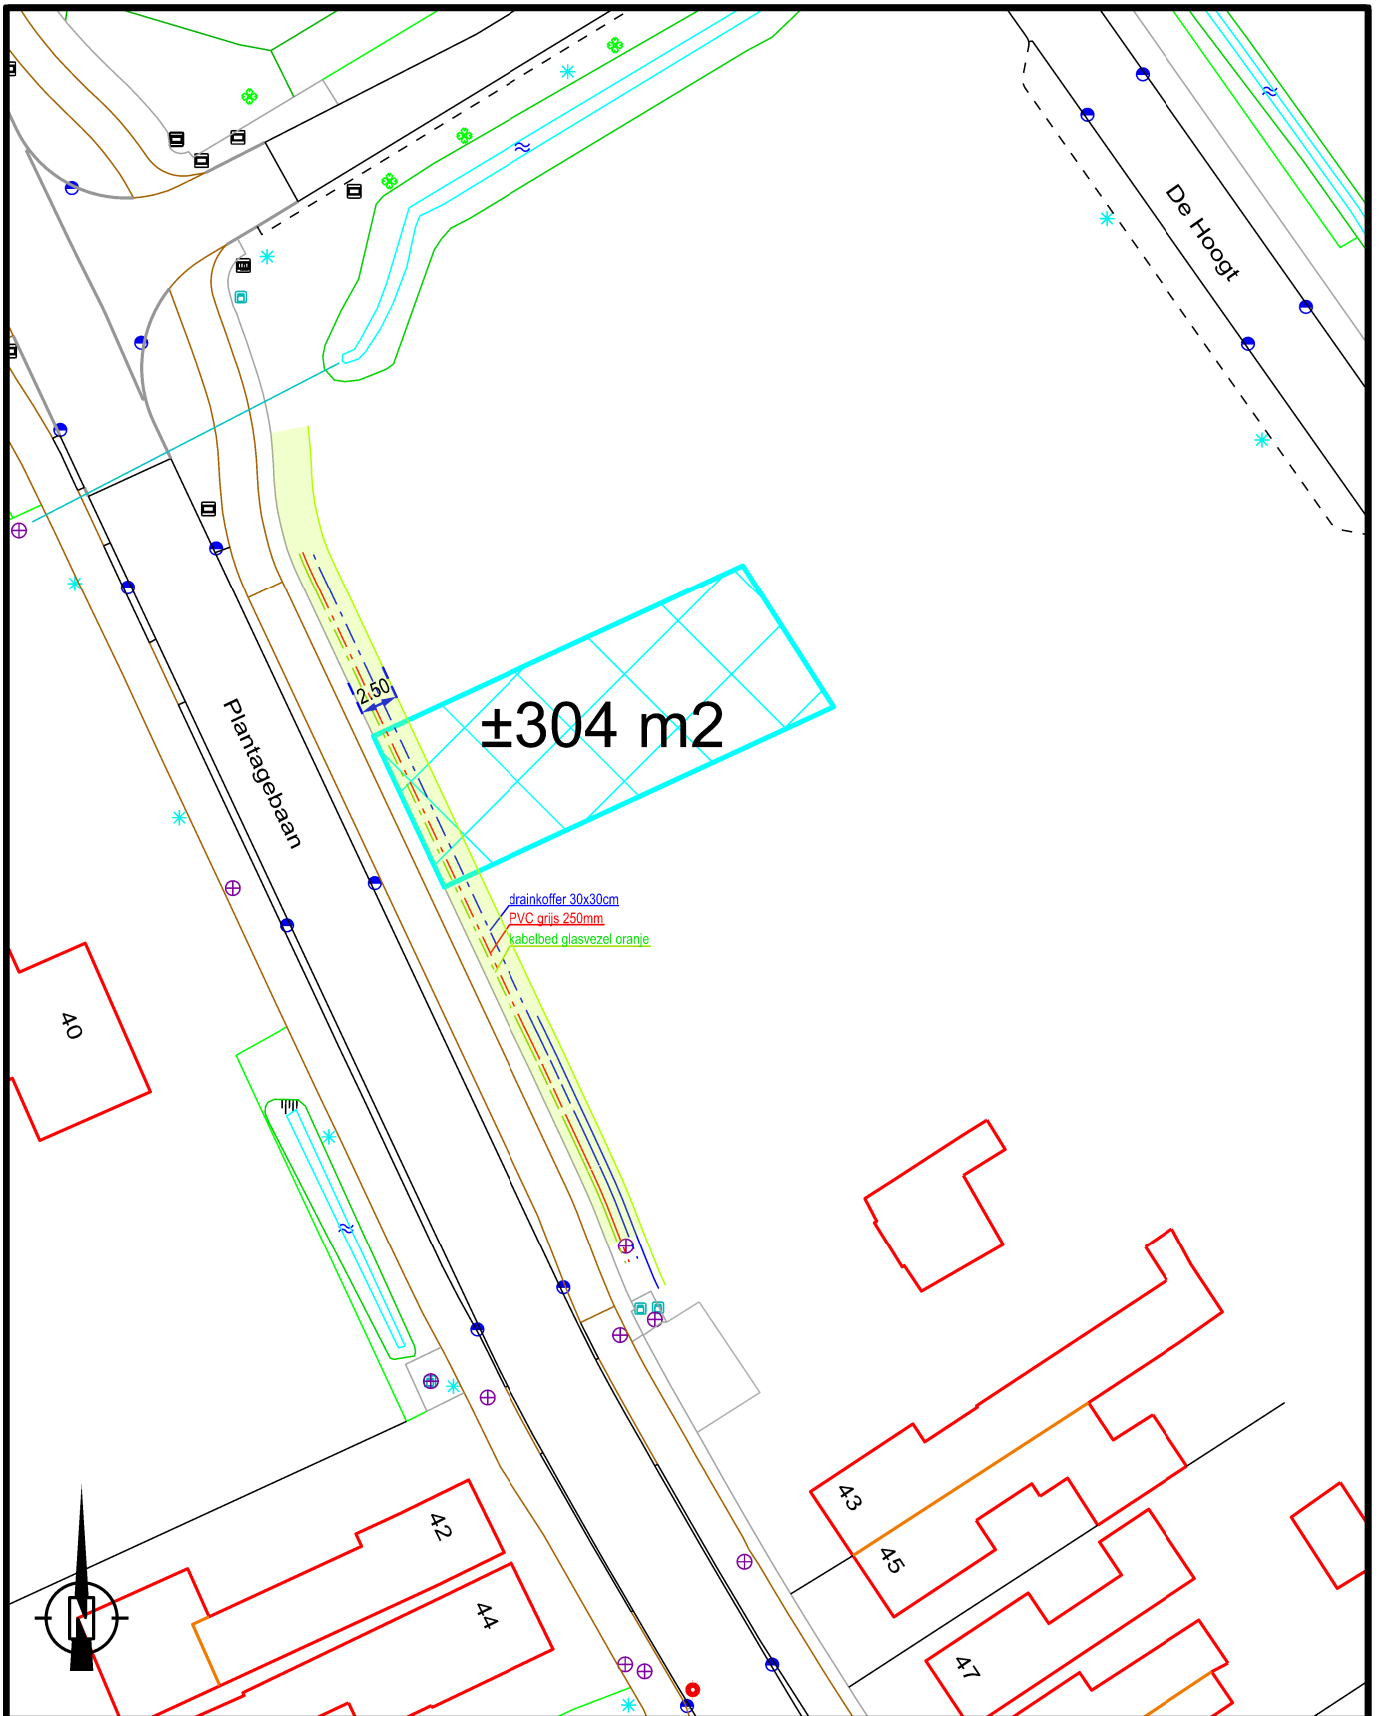 De Hoogt
2.50
±304 m2
Plantagebaan
drainkoffer 30x30cm
PVC grijs 250mm
kabelbed glasvezel oranje
40
43
42
45
44
47